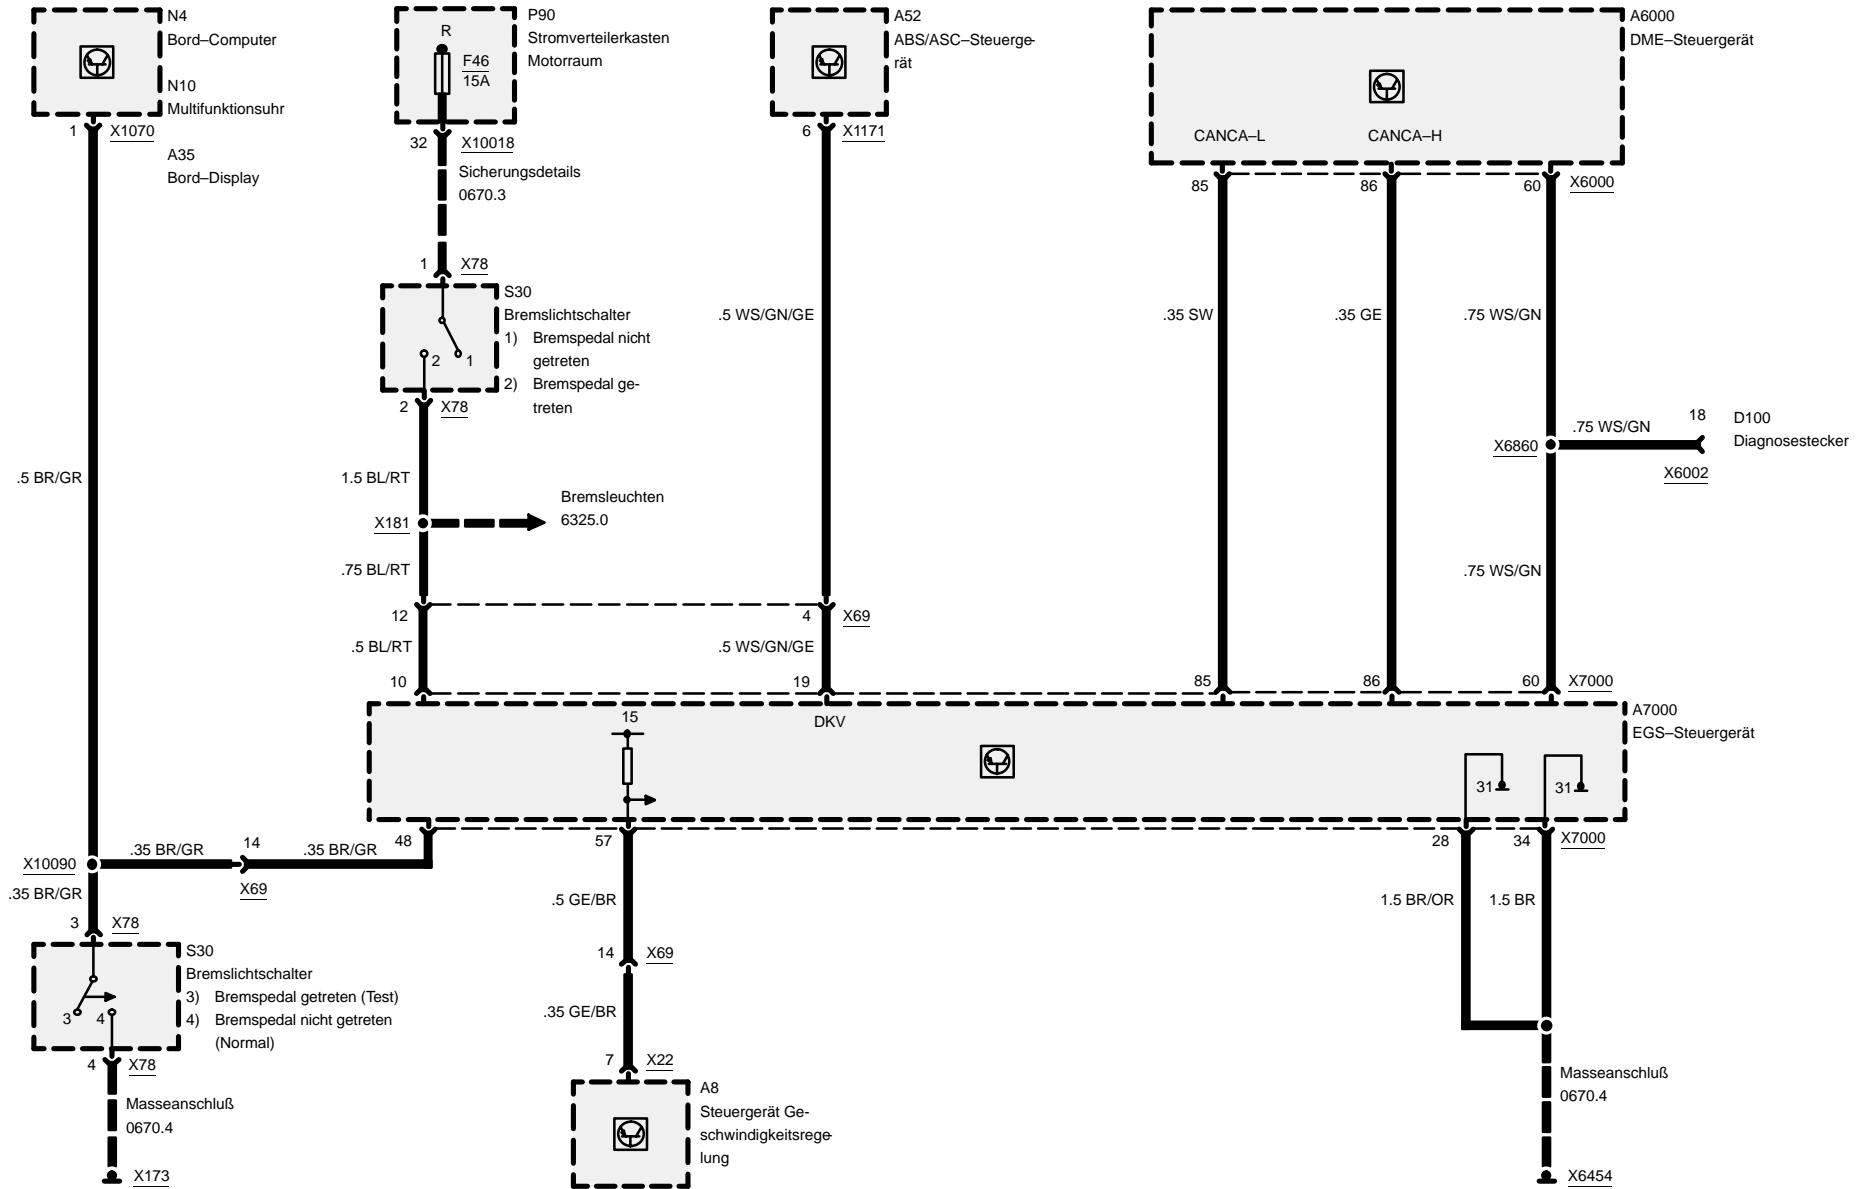 N4
Bord–Computer
N10
Multifunktionsuhr
1 X1070
A35
Bord–Display
R
F46
15A
P90
Stromverteilerkasten
Motorraum
32 X10018
Sicherungsdetails
0670.3
A52
ABS/ASC–Steuerge-
rät
6 X1171
A6000
DME–Steuergerät
CANCA–L CANCA–H
85 86 60 X6000
1 X78
S30
Bremslichtschalter
1) Bremspedal nicht
getreten
2) Bremspedal ge-
treten
2 1
2 X78
.5 WS/GN/GE
.35 SW .35 GE .75 WS/GN
.5 BR/GR
1.5 BL/RT
X181
Bremsleuchten
6325.0
.75 BL/RT
X6860
.75 WS/GN
18
X6002
D100
Diagnosestecker
.75 WS/GN
12 4 X69
.5 BL/RT .5 WS/GN/GE
10 19 85 86 60 X7000
A7000
EGS–Steuergerät
15
DKV
31 31
48 57 28 34 X7000
X10090
.35 BR/GR 14 .35 BR/GR
X69
.35 BR/GR
3 X78
S30
Bremslichtschalter
3) Bremspedal getreten (Test)
4) Bremspedal nicht getreten
(Normal)
3 4
4 X78
Masseanschluß
0670.4
X173
.5 GE/BR
14 X69
.35 GE/BR
7 X22
A8
Steuergerät Ge-
schwindigkeitsrege-
lung
1.5 BR/OR 1.5 BR
Masseanschluß
0670.4
X6454